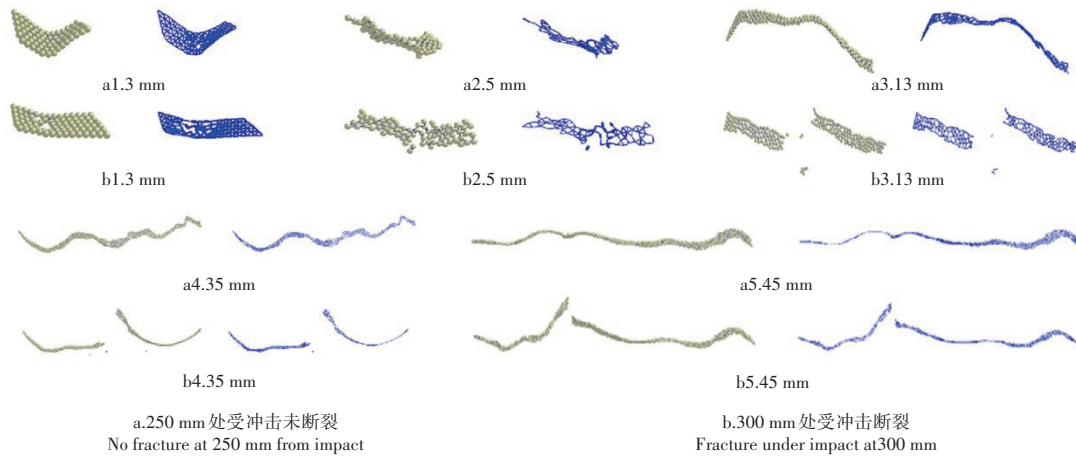 a1.3 mm
a2.5 mm
a3.13 mm
b1.3 mm
b2.5 mm
b3.13 mm
a4.35 mm
a5.45 mm
b4.35 mm
b5.45 mm
a.250 mm处受冲击未断裂
No fracture at 250 mm from impact
b.300 mm处受冲击断裂
Fracture under impact at300 mm